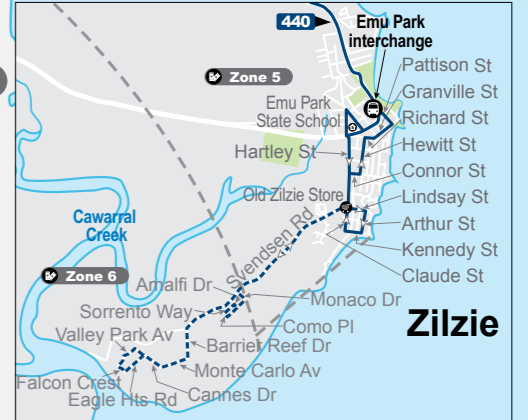 440
Emu Park
interchange
Zone 5
Pattison St
Granville St
Emu Park
State School
Richard St
Hartley St
Hewitt St
Connor St
Old Zilzie Store
Lindsay St
Cawarral
Creek
Svendsen Rd
Arthur St
Kennedy St
Zone 6
Claude St
Amalfi Dr
Monaco Dr
Sorrento Way
Zilzie
Como Pl
Valley Park Av
Barrier Reef Dr
Monte Carlo Av
Falcon Crest
Cannes Dr
Eagle Hts Rd